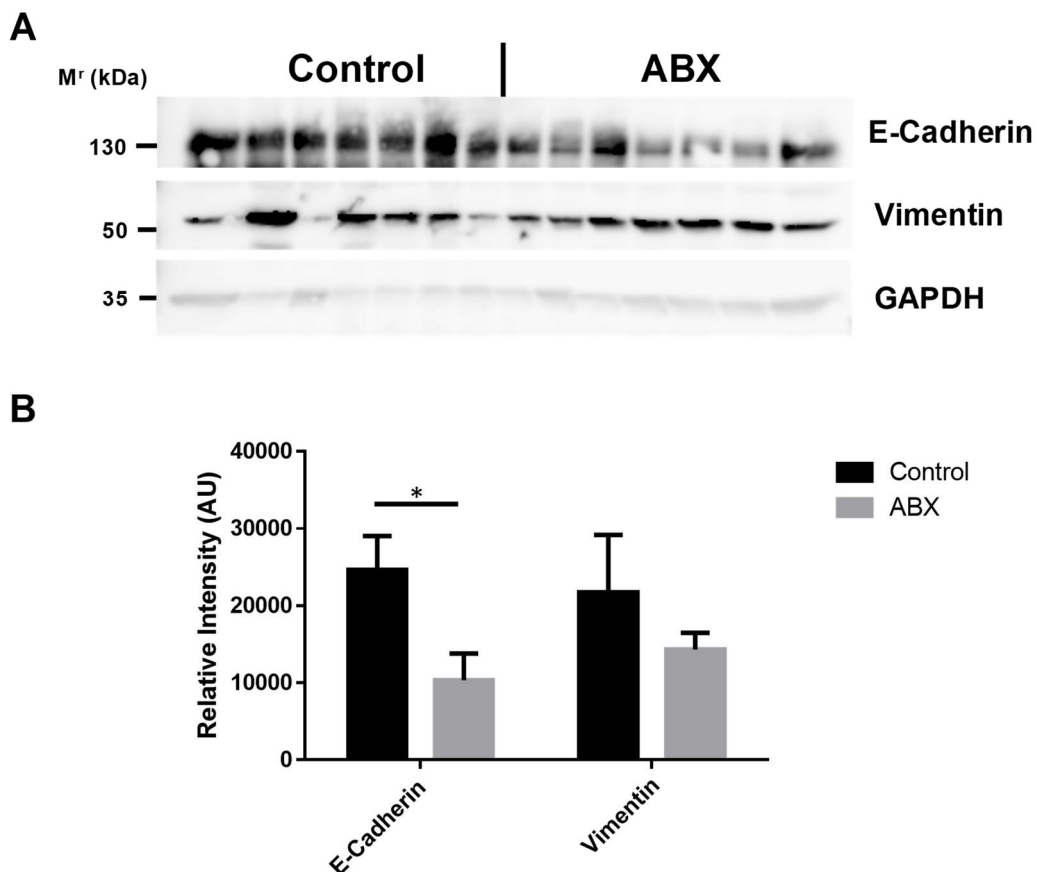 A
Mʳ (kDa)
Control
ABX
130
E-Cadherin
50
Vimentin
35
GAPDH
B
Relative Intensity (AU)
40000
30000
20000
10000
0
*
Control
ABX
E-Cadherin
Vimentin